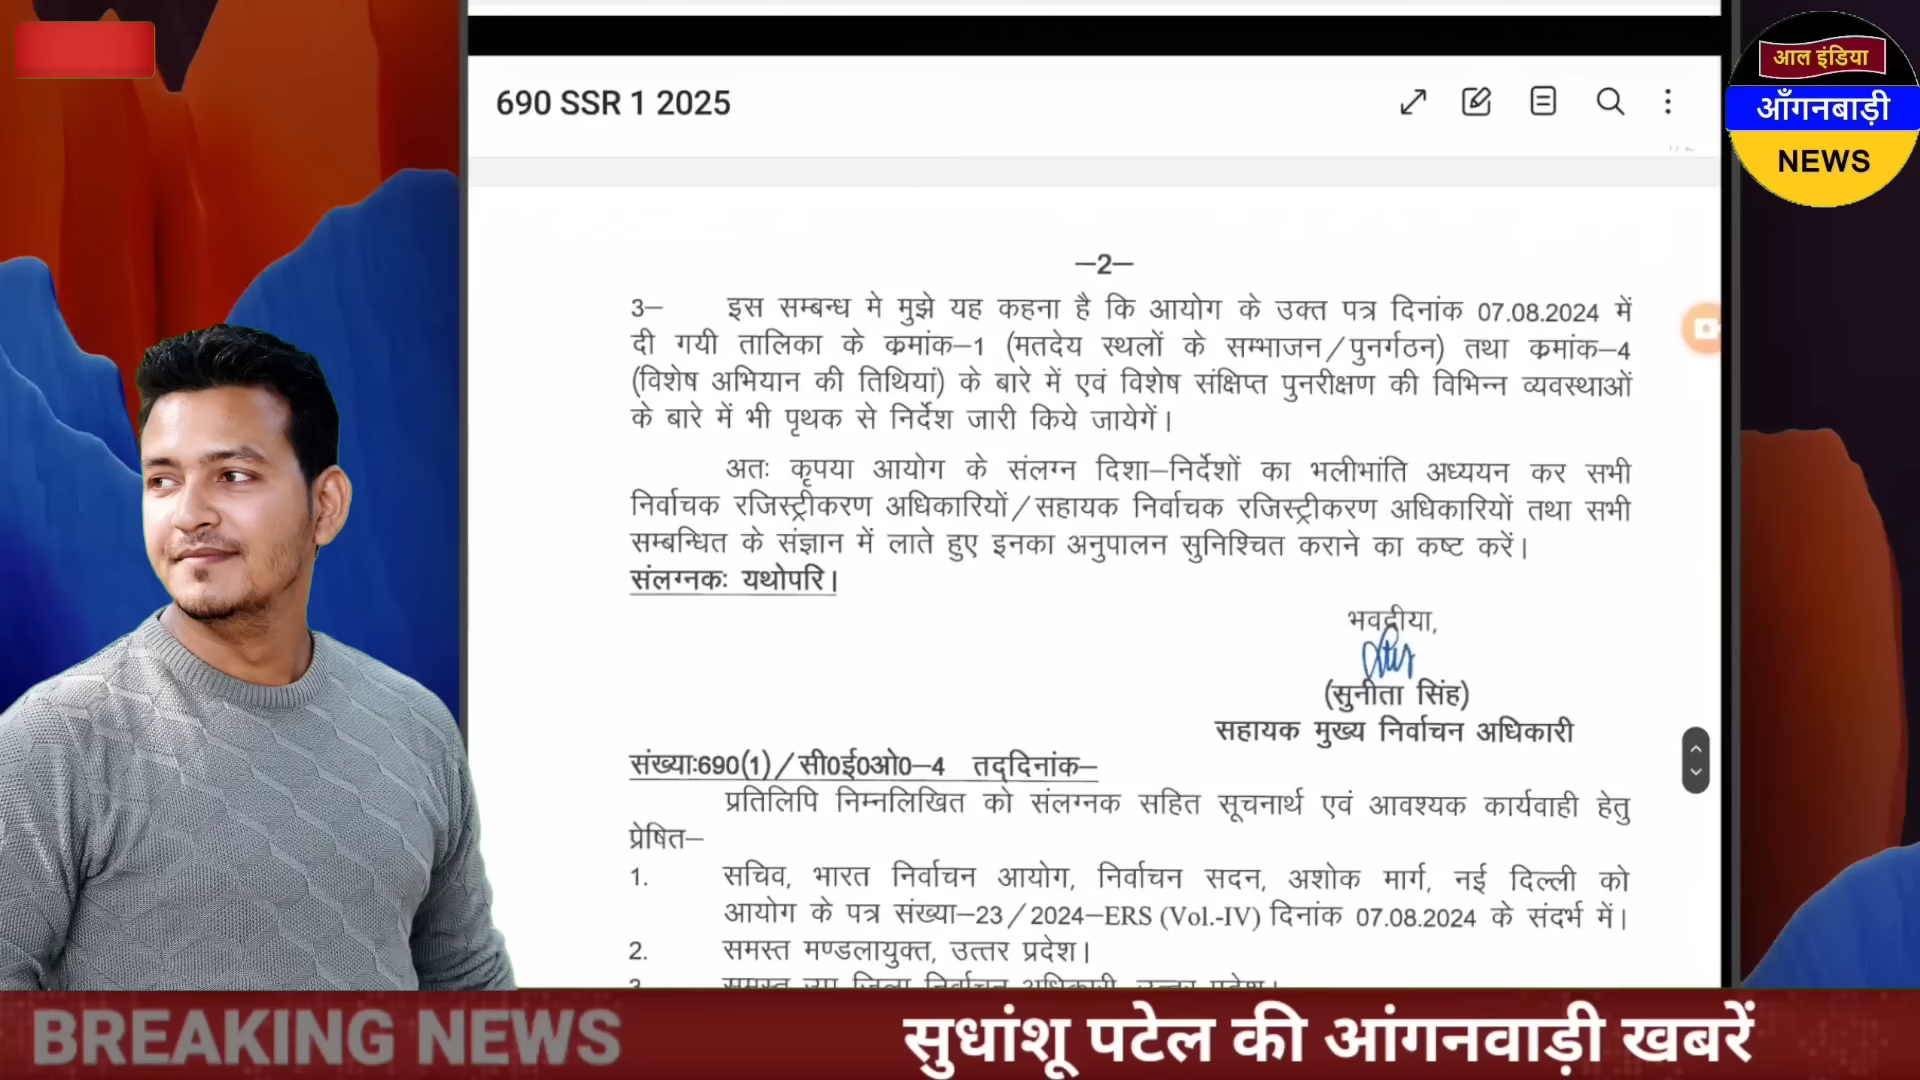 690 SSR 1 2025
आल इंडिया
आँगनबाड़ी
NEWS
—2—
3— इस सम्बन्ध मे मुझे यह कहना है कि आयोग के उक्त पत्र दिनांक 07.08.2024 में
दी गयी तालिका के क्रमांक—1 (मतदेय स्थलों के सम्भाजन/पुनर्गठन) तथा क्रमांक—4
(विशेष अभियान की तिथियां) के बारे में एवं विशेष संक्षिप्त पुनरीक्षण की विभिन्न व्यवस्थाओं
के बारे में भी पृथक से निर्देश जारी किये जायेगें।
अतः कृपया आयोग के संलग्न दिशा—निर्देशों का भलीभांति अध्ययन कर सभी
निर्वाचक रजिस्ट्रीकरण अधिकारियों/सहायक निर्वाचक रजिस्ट्रीकरण अधिकारियों तथा सभी
सम्बन्धित के संज्ञान में लाते हुए इनका अनुपालन सुनिश्चित कराने का कष्ट करें।
संलग्नकः यथोपरि।
भवदीया,
(सुनीता सिंह)
सहायक मुख्य निर्वाचन अधिकारी
संख्याः690(1)/सी0ई0ओ0—4 तद्‌दिनांक—
प्रतिलिपि निम्नलिखित को संलग्नक सहित सूचनार्थ एवं आवश्यक कार्यवाही हेतु
प्रेषित—
1. सचिव, भारत निर्वाचन आयोग, निर्वाचन सदन, अशोक मार्ग, नई दिल्ली को
आयोग के पत्र संख्या—23/2024—ERS (Vol.-IV) दिनांक 07.08.2024 के संदर्भ में।
2. समस्त मण्डलायुक्त, उत्तर प्रदेश।
BREAKING NEWS
सुधांशू पटेल की आंगनवाड़ी खबरें